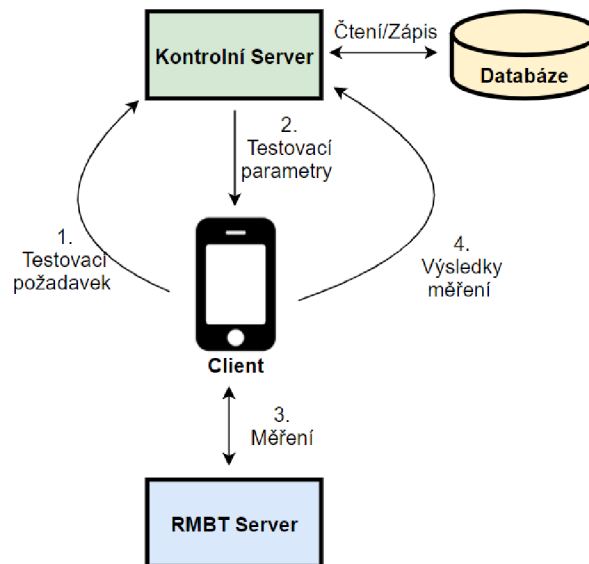 Kontrolní Server
Čtení/Zápis
Databáze
2.
Testovací
parametry
1.
Testovací
požadavek
4.
Výsledky
měření
Client
3.
Měření
RMBT Server